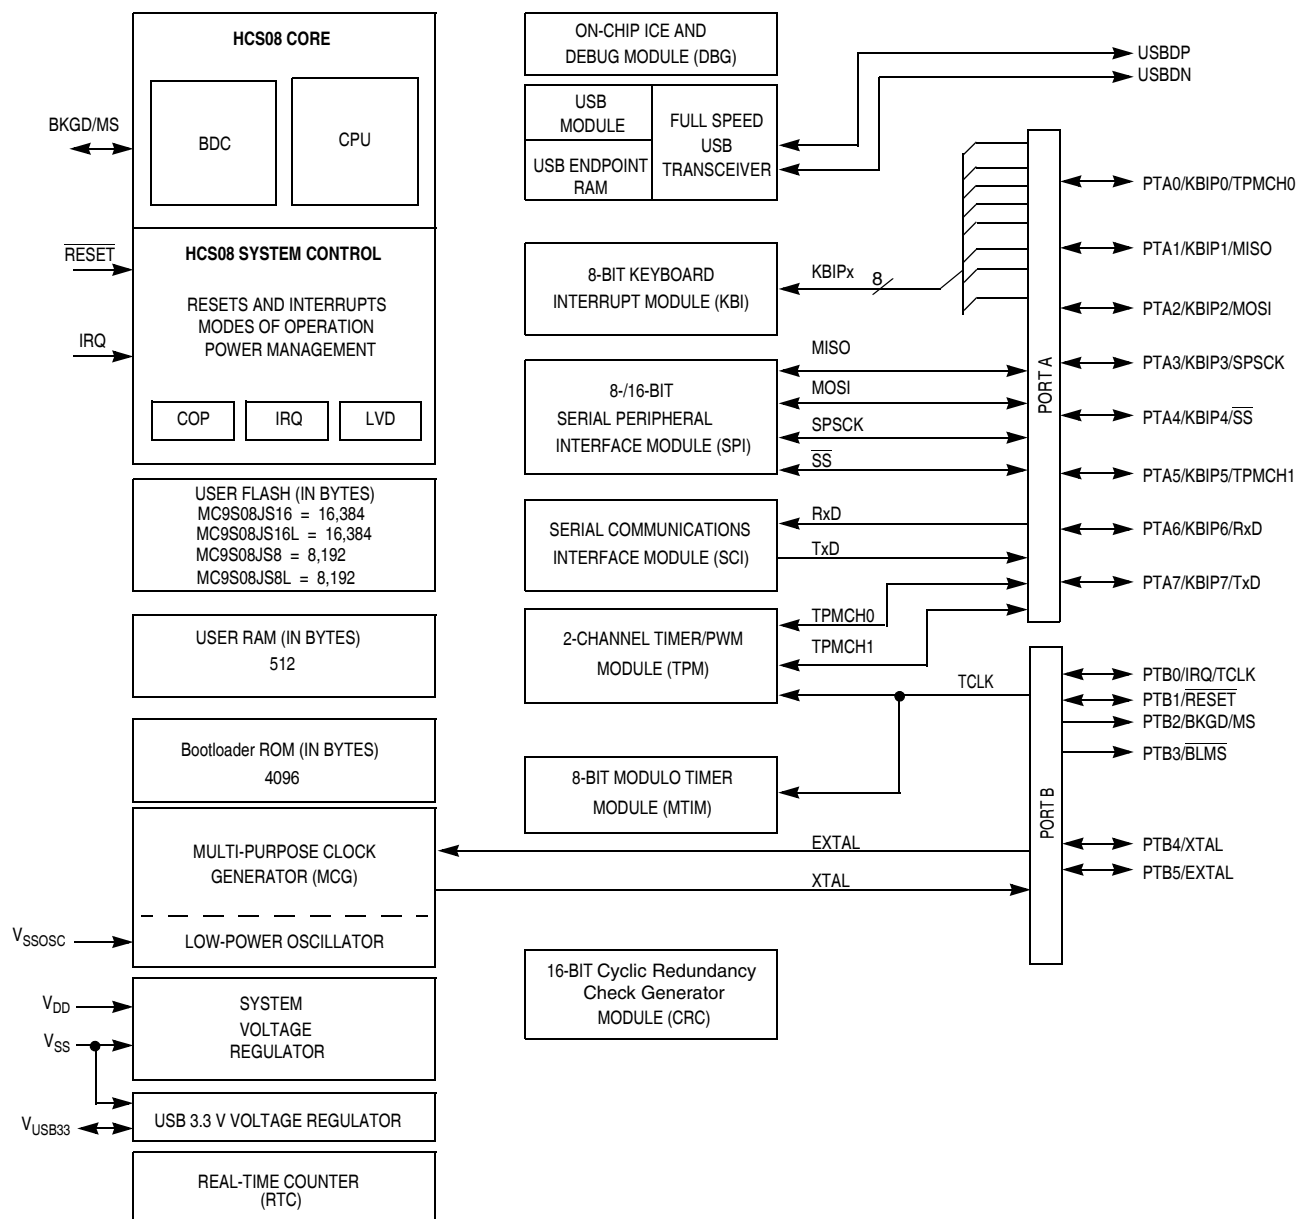 HCS08 CORE
BDC
CPU
BKGD/MS
RESET
HCS08 SYSTEM CONTROL
RESETS AND INTERRUPTS
MODES OF OPERATION
POWER MANAGEMENT
IRQ
COP
IRQ
LVD
USER FLASH (IN BYTES)
MC9S08JS16 = 16,384
MC9S08JS16L = 16,384
MC9S08JS8 = 8,192
MC9S08JS8L = 8,192
USER RAM (IN BYTES)
512
Bootloader ROM (IN BYTES)
4096
MULTI-PURPOSE CLOCK
GENERATOR (MCG)
LOW-POWER OSCILLATOR
VSSOSC
VDD
VSS
SYSTEM
VOLTAGE
REGULATOR
VUSB33
USB 3.3 V VOLTAGE REGULATOR
REAL-TIME COUNTER
(RTC)
ON-CHIP ICE AND
DEBUG MODULE (DBG)
USB
MODULE
USB ENDPOINT
RAM
FULL SPEED
USB
TRANSCEIVER
USBDP
USBDN
8-BIT KEYBOARD
INTERRUPT MODULE (KBI)
KBIPx
8
8-/16-BIT
SERIAL PERIPHERAL
INTERFACE MODULE (SPI)
MISO
MOSI
SPSCK
SS
SERIAL COMMUNICATIONS
INTERFACE MODULE (SCI)
RxD
TxD
2-CHANNEL TIMER/PWM
MODULE (TPM)
TPMCH0
TPMCH1
TCLK
8-BIT MODULO TIMER
MODULE (MTIM)
EXTAL
XTAL
16-BIT Cyclic Redundancy
Check Generator
MODULE (CRC)
PORT A
PTA0/KBIP0/TPMCH0
PTA1/KBIP1/MISO
PTA2/KBIP2/MOSI
PTA3/KBIP3/SPSCK
PTA4/KBIP4/SS
PTA5/KBIP5/TPMCH1
PTA6/KBIP6/RxD
PTA7/KBIP7/TxD
PORT B
PTB0/IRQ/TCLK
PTB1/RESET
PTB2/BKGD/MS
PTB3/BLMS
PTB4/XTAL
PTB5/EXTAL